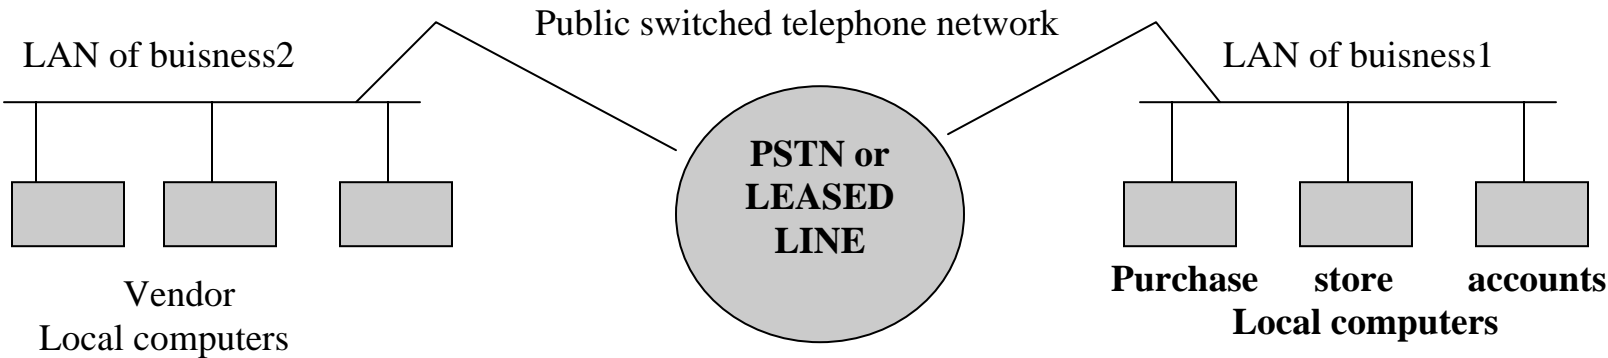 Public switched telephone network
LAN of buisness2
LAN of buisness1
PSTN or
LEASED
LINE
Purchase store accounts
Local computers
Vendor
Local computers